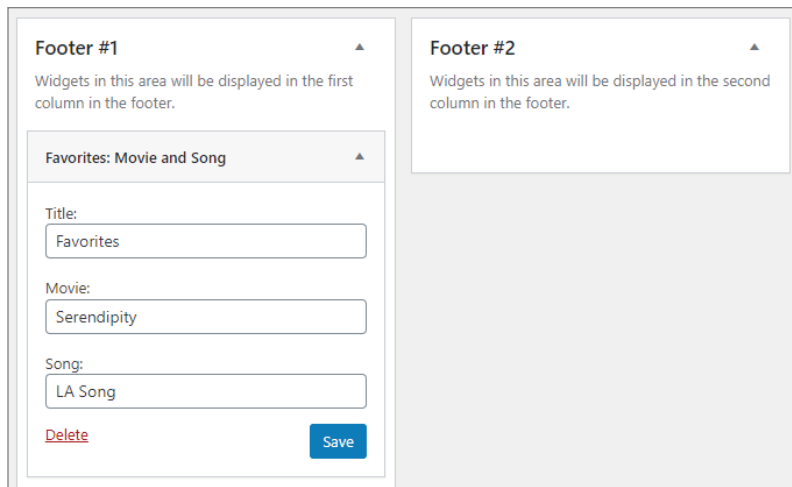 Footer #1
Widgets in this area will be displayed in the first
column in the footer.
Favorites: Movie and Song
Title:
Favorites
Movie:
Serendipity
Song:
LA Song
Delete
Save
Footer #2
Widgets in this area will be displayed in the second
column in the footer.